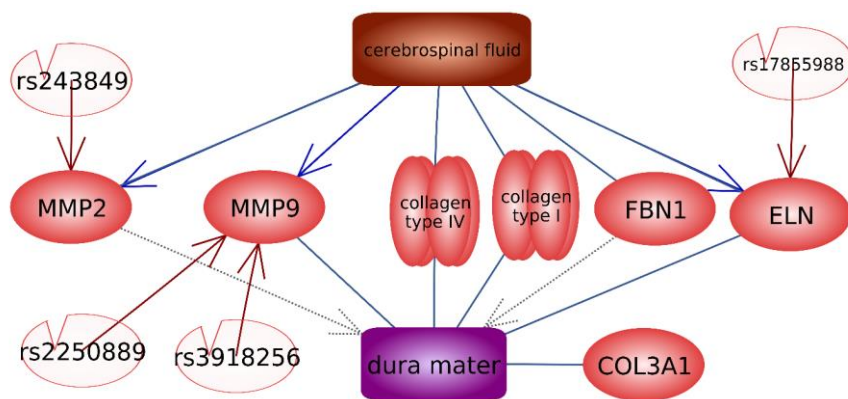 cerebrospinal fluid
rs243849
rs17855988
MMP2
MMP9
collagen
type IV
collagen
type I
FBN1
ELN
rs2250889
rs3918256
dura mater
COL3A1